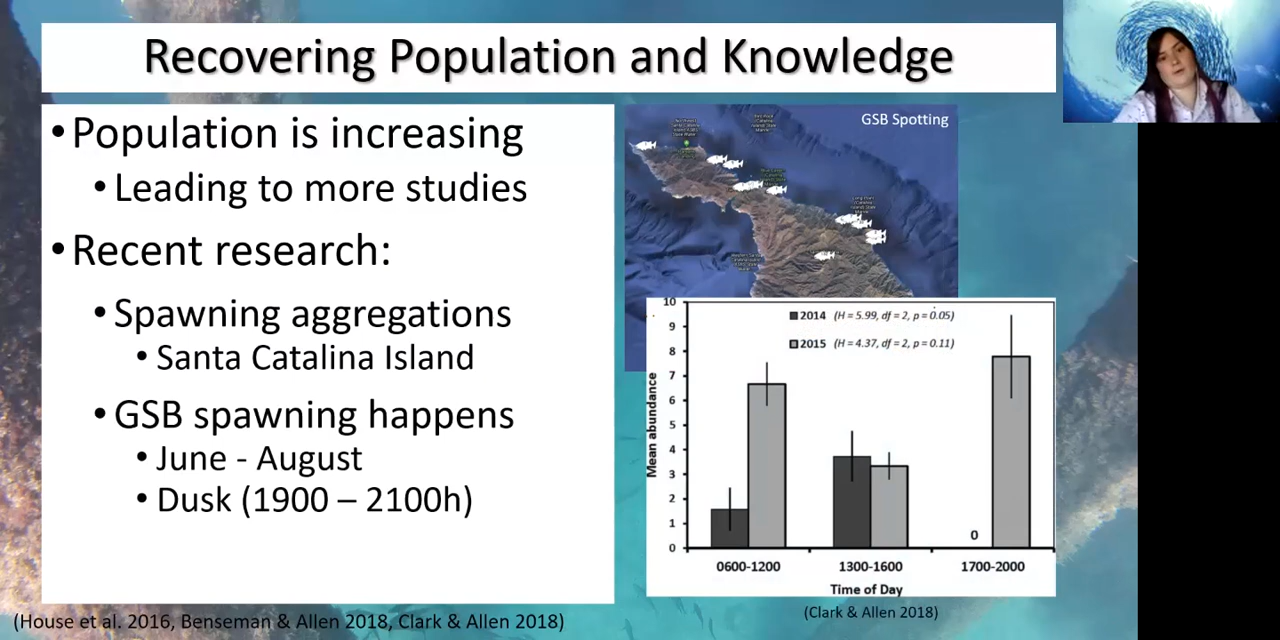 Recovering Population and Knowledge
• Population is increasing
• Leading to more studies
• Recent research:
• Spawning aggregations
• Santa Catalina Island
• GSB spawning happens
• June - August
• Dusk (1900 – 2100h)
(House et al. 2016, Benseman & Allen 2018, Clark & Allen 2018)
GSB Spotting
10
9
8
7
6
5
4
3
2
1
0
Mean abundance
2014 (H = 5.99, df = 2, p = 0.05)
2015 (H = 4.37, df = 2, p = 0.11)
0
0600-1200 1300-1600 1700-2000
Time of Day
(Clark & Allen 2018)